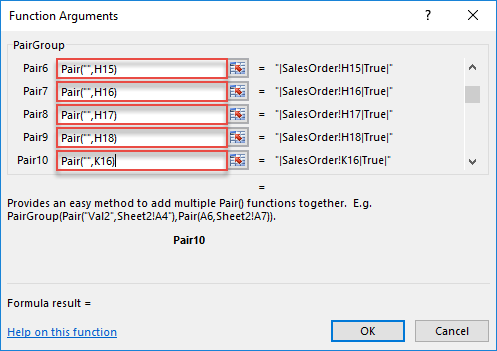 Function Arguments
PairGroup
Pair6 Pair("",H15) = "|SalesOrder!H15|True|"
Pair7 Pair("",H16) = "|SalesOrder!H16|True|"
Pair8 Pair("",H17) = "|SalesOrder!H17|True|"
Pair9 Pair("",H18) = "|SalesOrder!H18|True|"
Pair10 Pair("",K16) = "|SalesOrder!K16|True|"
=
Provides an easy method to add multiple Pair() functions together.  E.g.
PairGroup(Pair("Val2",Sheet2!A4"),Pair(A6,Sheet2!A7)).
Pair10
Formula result =
Help on this function
OK
Cancel